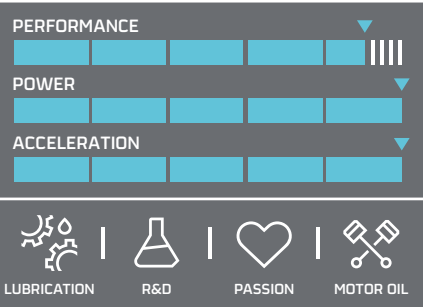 PERFORMANCE
POWER
ACCELERATION
LUBRICATION R&D PASSION MOTOR OIL